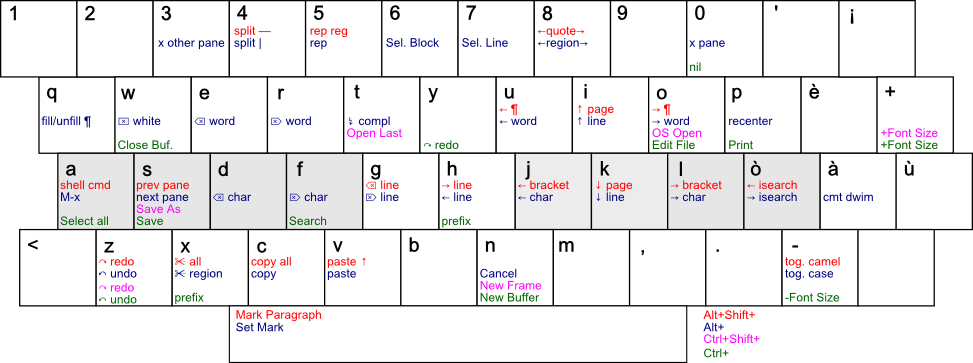 1
2
3
x other pane
4
split —
split |
5
rep reg
rep
6
Sel. Block
7
Sel. Line
8
←quote→
←region→
9
0
x pane
nil
'
¡
q
fill/unfill ¶
w
⌧ white
Close Buf.
e
⌫ word
r
⌦ word
t
↯ compl
Open Last
y
↷ redo
u
← ¶
← word
i
↑ page
↑ line
o
→ ¶
→ word
OS Open
Edit File
p
recenter
Print
è
+
+Font Size
+Font Size
a
shell cmd
M-x
Select all
s
prev pane
next pane
Save As
Save
d
⌫ char
f
⌦ char
Search
g
⌫ line
⌦ line
h
→ line
← line
prefix
j
← bracket
← char
k
↓ page
↓ line
l
→ bracket
→ char
ò
← isearch
→ isearch
à
cmt dwim
ù
<
z
↷ redo
↶ undo
↷ redo
↶ undo
x
✀ all
✀ region
prefix
c
copy all
copy
v
paste ↑
paste
b
n
Cancel
New Frame
New Buffer
m
,
.
-
tog. camel
tog. case
-Font Size
Mark Paragraph
Set Mark
Alt+Shift+
Alt+
Ctrl+Shift+
Ctrl+